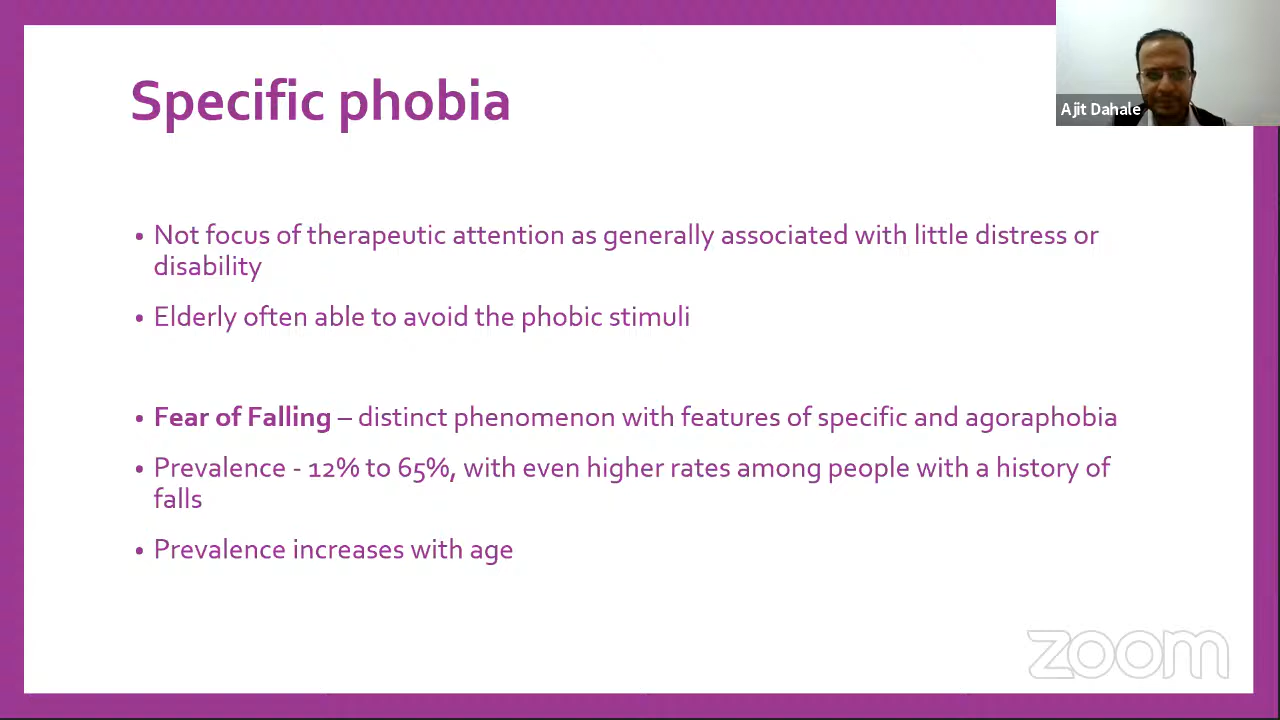 Specific phobia
Ajit Dahale
• Not focus of therapeutic attention as generally associated with little distress or
disability
• Elderly often able to avoid the phobic stimuli
• Fear of Falling – distinct phenomenon with features of specific and agoraphobia
• Prevalence - 12% to 65%, with even higher rates among people with a history of
falls
• Prevalence increases with age
zoom